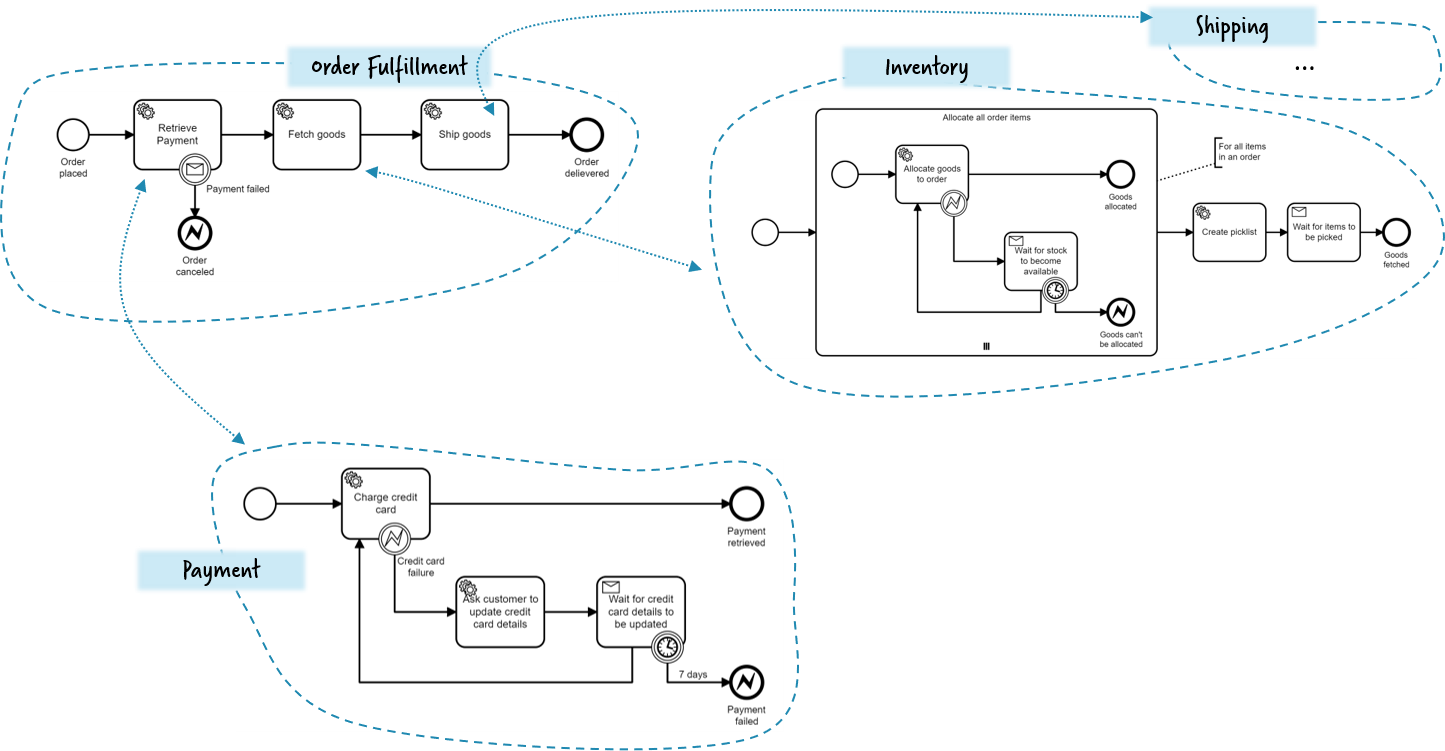 Shipping
...
Order Fulfillment
Inventory
Retrieve
Payment
Fetch goods
Ship goods
Order
placed
Payment failed
Order
delievered
Order
canceled
Allocate all order items
For all items
in an order
Allocate goods
to order
Goods
allocated
Wait for stock
to become
available
Goods can't
be allocated
Create picklist
Wait for items to
be picked
Goods
fetched
Payment
Charge credit
card
Credit card
failure
Payment
retrieved
Ask customer to
update credit
card details
Wait for credit
card details to
be updated
7 days
Payment
failed